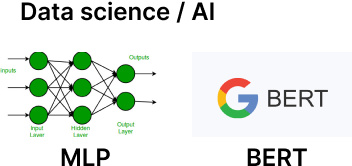 Data science / AI
Inputs
Outputs
Input
Layer
Hidden
Layer
Output
Layer
G BERT
MLP
BERT